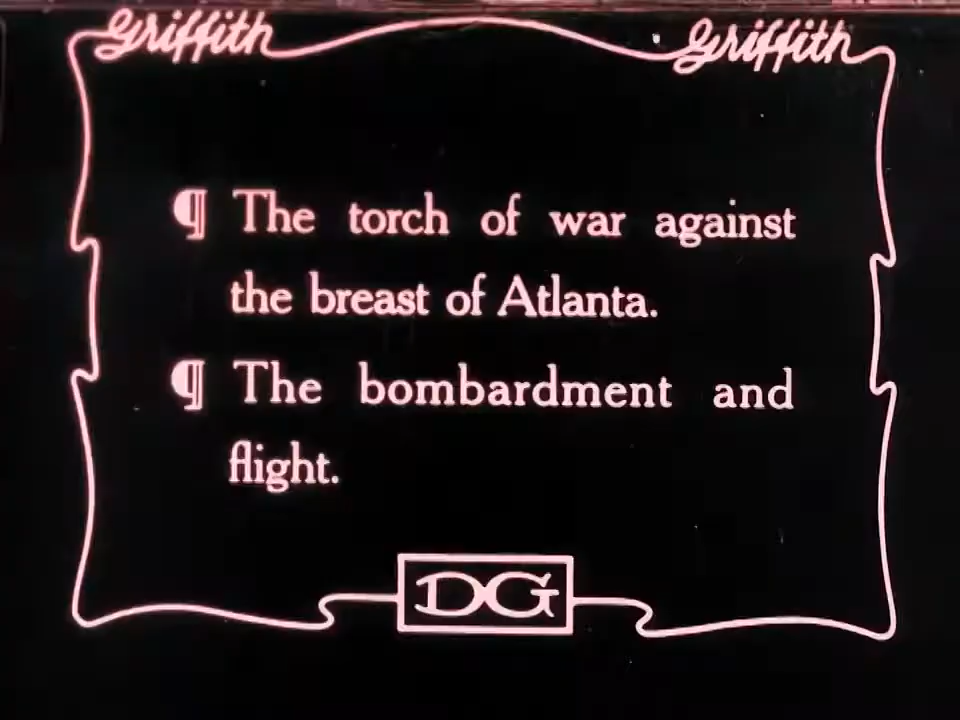 Griffith Griffith
¶ The torch of war against
the breast of Atlanta.
¶ The bombardment and
flight.
DG